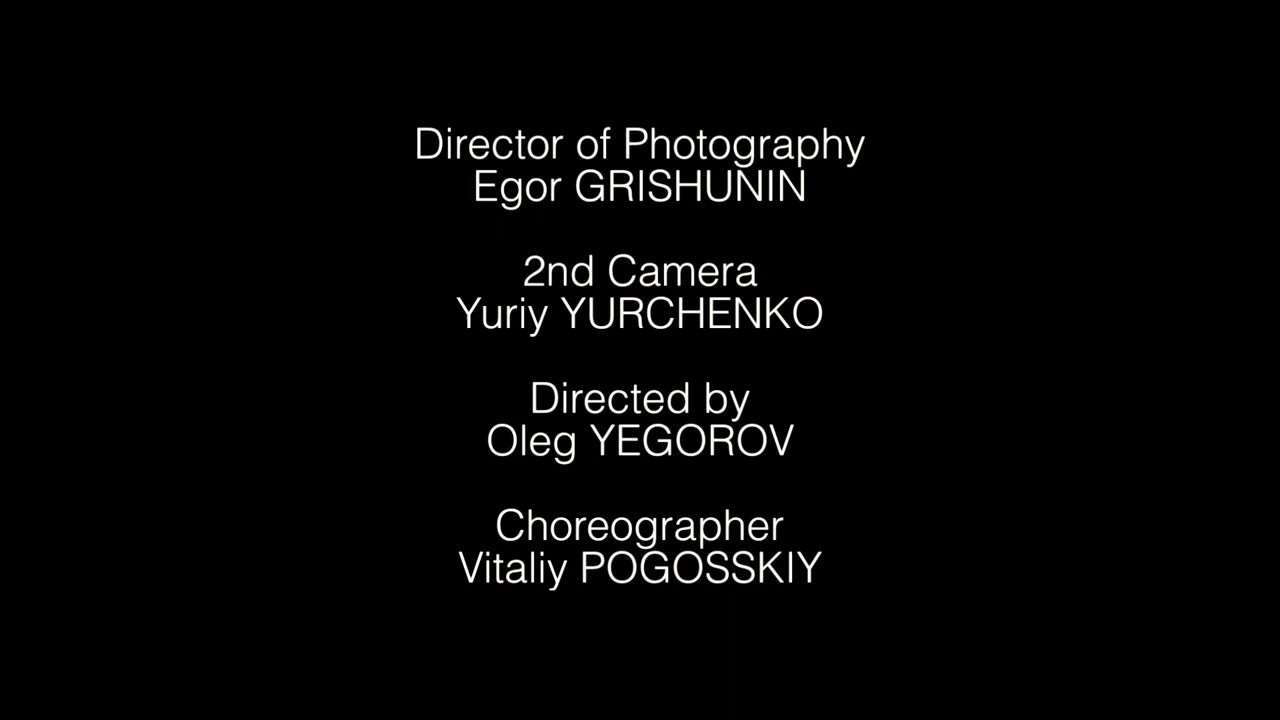 Director of Photography
Egor GRISHUNIN
2nd Camera
Yuriy YURCHENKO
Directed by
Oleg YEGOROV
Choreographer
Vitaliy POGOSSKIY